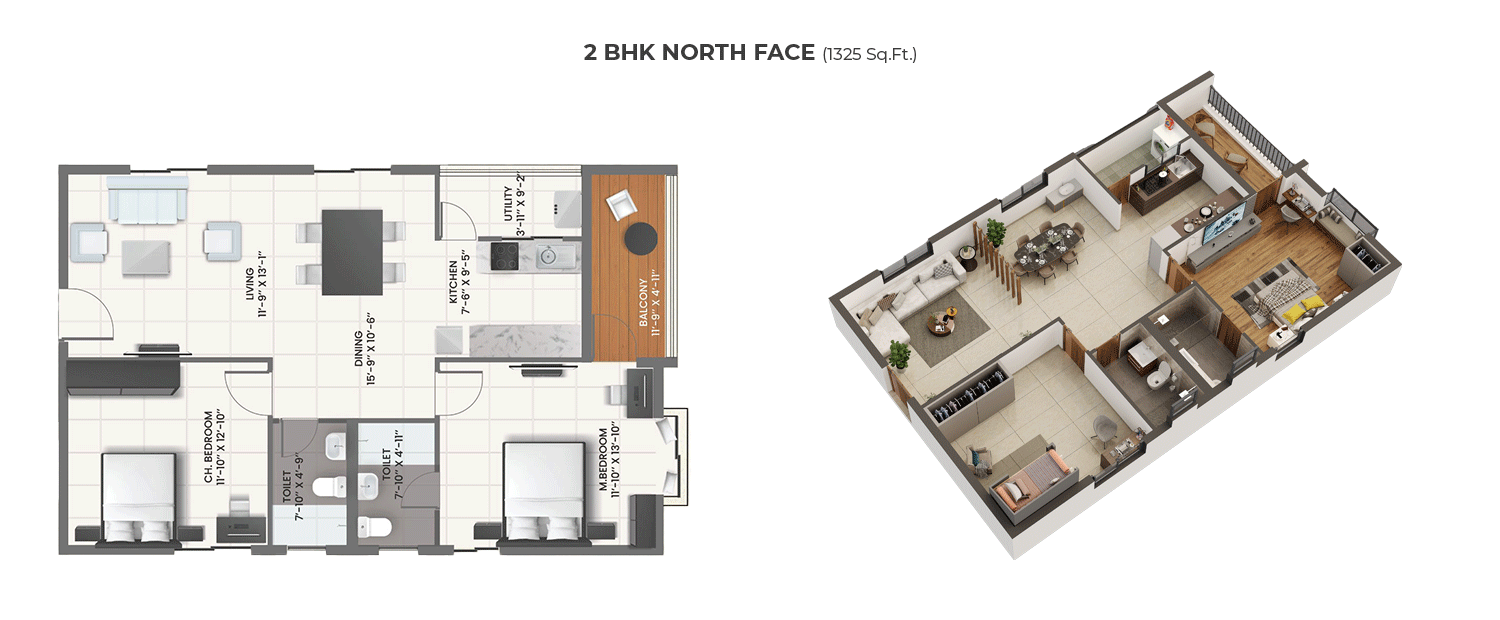 2 BHK NORTH FACE (1325 Sq.Ft.)
LIVING
11'-9" X 13'-1"
DINING
15'-9" X 10'-6"
KITCHEN
7'-6" X 9'-5"
UTILITY
3'-11" X 9'-2"
BALCONY
11'-9" X 4'-11"
CH. BEDROOM
11'-10" X 12'-10"
TOILET
7'-10" X 4'-9"
TOILET
7'-10" X 4'-11"
M.BEDROOM
11'-10" X 13'-10"